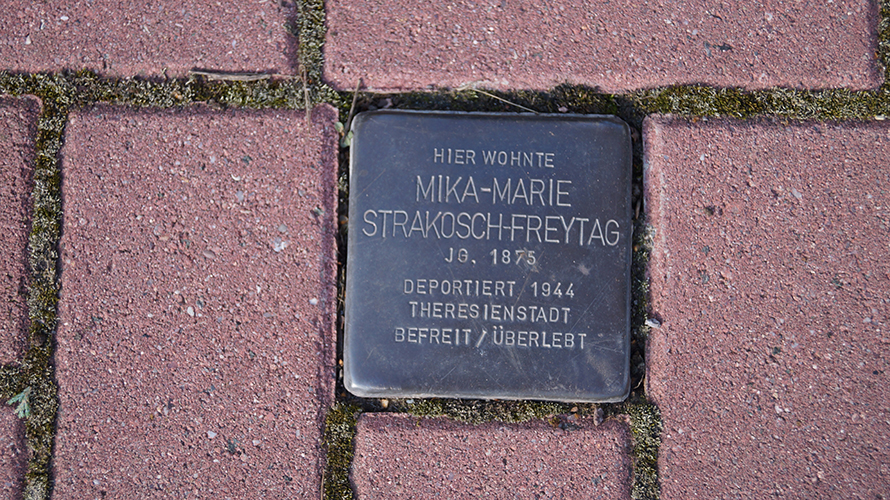 HIER WOHNTE
MIKA-MARIE
STRAKOSCH-FREYTAG
JG. 1875
DEPORTIERT 1944
THERESIENSTADT
BEFREIT / ÜBERLEBT